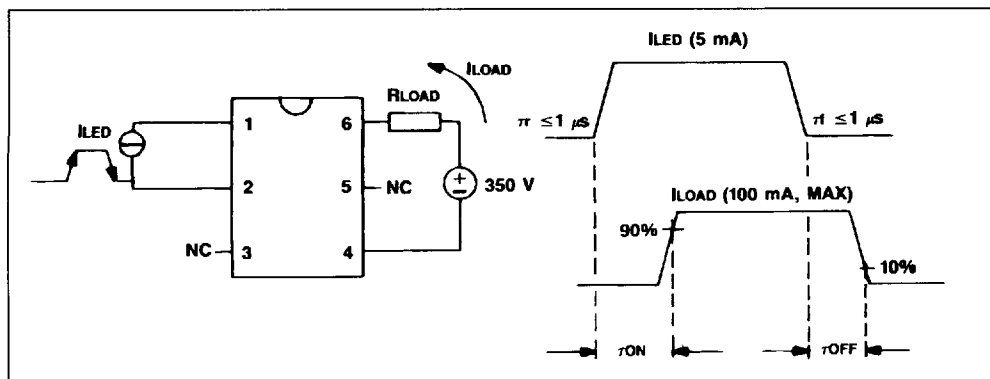 ILED
1
2
NC
3
6
5
NC
4
RLOAD
ILOAD
350 V
ILED (5 mA)
τr ≤1 μs
τf ≤1 μs
ILOAD (100 mA, MAX)
90%
10%
τON
τOFF